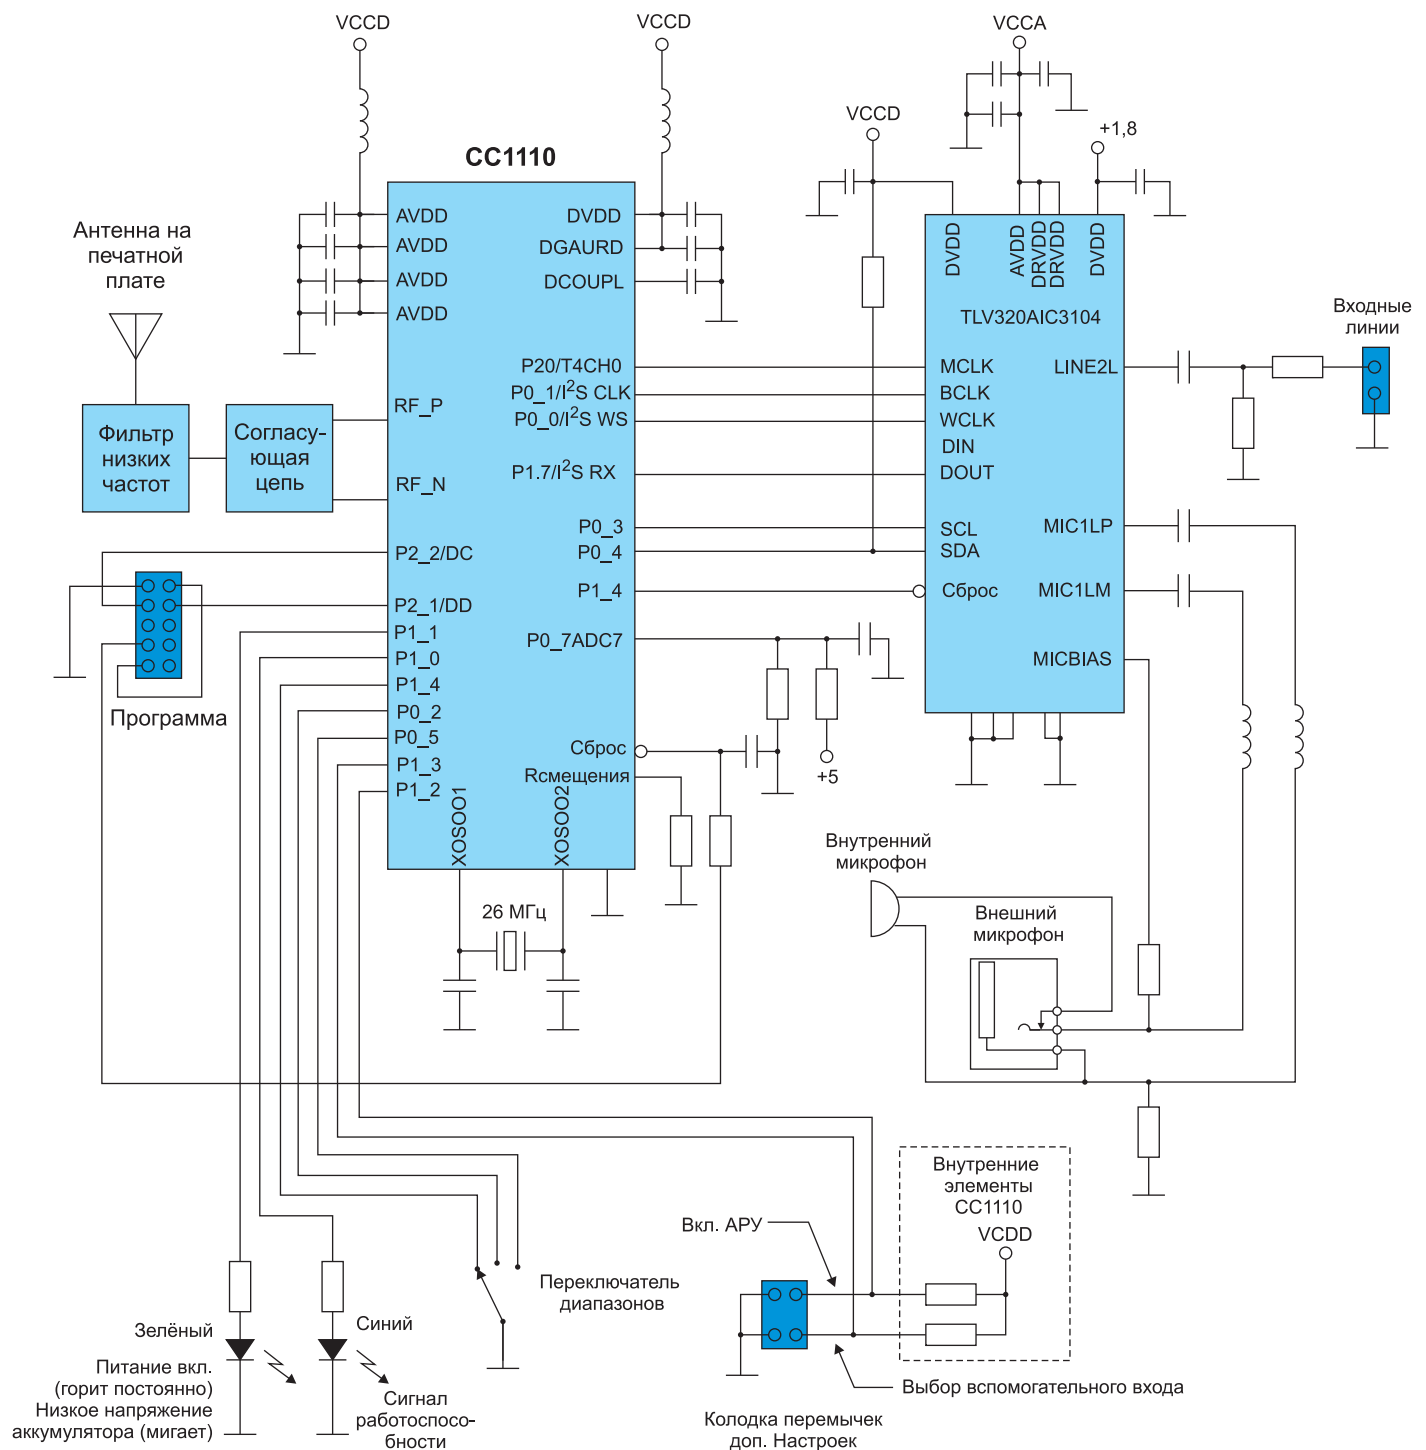 VCCD
VCCD
VCCA
VCCD
+1,8
CC1110
Антенна на
печатной
плате
AVDD
AVDD
AVDD
AVDD
DVDD
DGAURD
DCOUPL
DVDD
AVDD
DRVDD
DRVDD
DVDD
TLV320AIC3104
Входные
линии
P20/T4CH0
P0_1/I²S CLK
P0_0/I²S WS
P1.7/I²S RX
P0_3
P0_4
P1_4
P0_7ADC7
Сброс
Rсмещения
MCLK
BCLK
WCLK
DIN
DOUT
SCL
SDA
Сброс
LINE2L
MIC1LP
MIC1LM
MICBIAS
RF_P
RF_N
Фильтр
низких
частот
Согласу-
ющая
цепь
P2_2/DC
P2_1/DD
P1_1
P1_0
P1_4
P0_2
P0_5
P1_3
P1_2
Программа
XOSOO1
XOSOO2
+5
26 МГц
Внутренний
микрофон
Внешний
микрофон
Внутренние
элементы
CC1110
VCDD
Вкл. АРУ
Переключатель
диапазонов
Зелёный
Синий
Питание вкл.
(горит постоянно)
Низкое напряжение
аккумулятора (мигает)
Сигнал
работоспосо-
бности
Выбор вспомогательного входа
Колодка перемычек
доп. Настроек